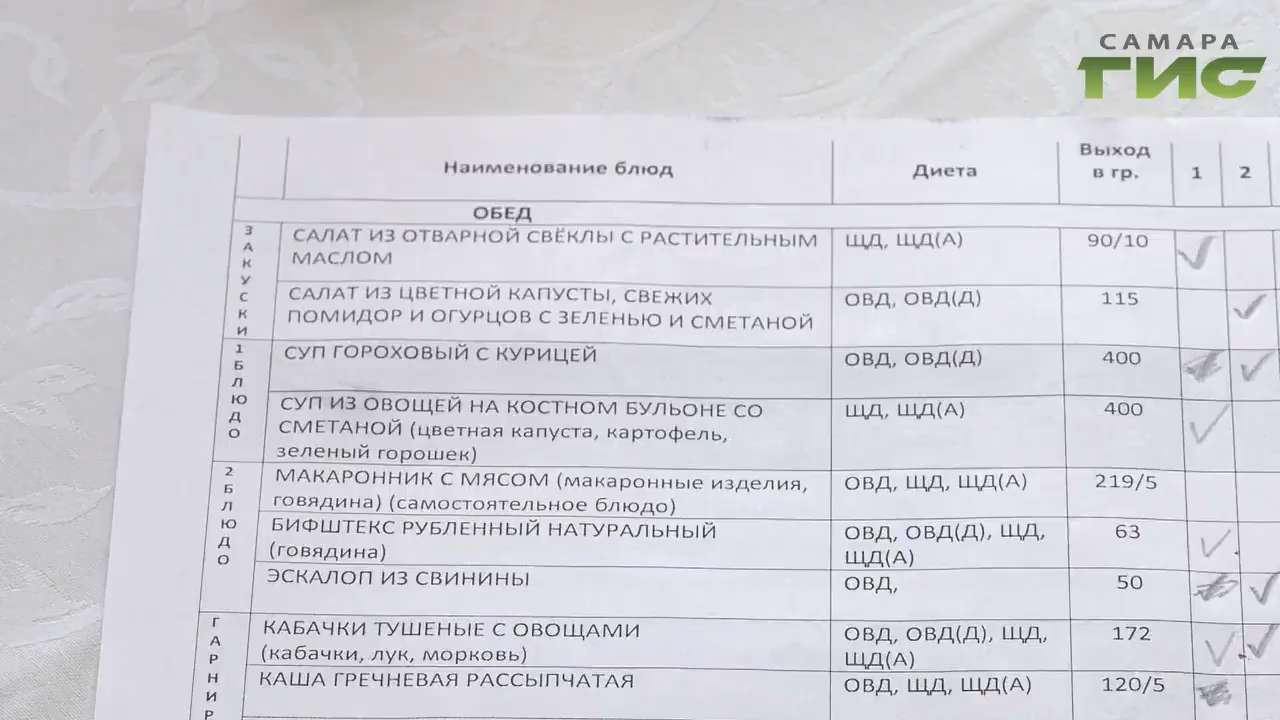 САМАРА
ГИС
Наименование блюд Диета Выход в гр. 1 2
ОБЕД
ЗАКУСКИ
САЛАТ ИЗ ОТВАРНОЙ СВЁКЛЫ С РАСТИТЕЛЬНЫМ ЩД, ЩД(А) 90/10
МАСЛОМ
САЛАТ ИЗ ЦВЕТНОЙ КАПУСТЫ, СВЕЖИХ ОВД, ОВД(Д) 115
ПОМИДОР И ОГУРЦОВ С ЗЕЛЕНЬЮ И СМЕТАНОЙ
1 БЛЮДО
СУП ГОРОХОВЫЙ С КУРИЦЕЙ ОВД, ОВД(Д) 400
СУП ИЗ ОВОЩЕЙ НА КОСТНОМ БУЛЬОНЕ СО ЩД, ЩД(А) 400
СМЕТАНОЙ (цветная капуста, картофель,
зеленый горошек)
2 БЛЮДО
МАКАРОННИК С МЯСОМ (макаронные изделия, ОВД, ЩД, ЩД(А) 219/5
говядина) (самостоятельное блюдо)
БИФШТЕКС РУБЛЕННЫЙ НАТУРАЛЬНЫЙ ОВД, ОВД(Д), ЩД, 63
(говядина) ЩД(А)
ЭСКАЛОП ИЗ СВИНИНЫ ОВД, 50
ГАРНИР
КАБАЧКИ ТУШЕНЫЕ С ОВОЩАМИ ОВД, ОВД(Д), ЩД, 172
(кабачки, лук, морковь) ЩД(А)
КАША ГРЕЧНЕВАЯ РАССЫПЧАТАЯ ОВД, ЩД, ЩД(А) 120/5